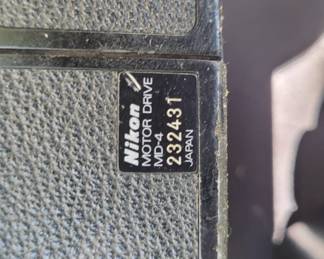 Nikon
MOTOR DRIVE
MD-4
232431
JAPAN